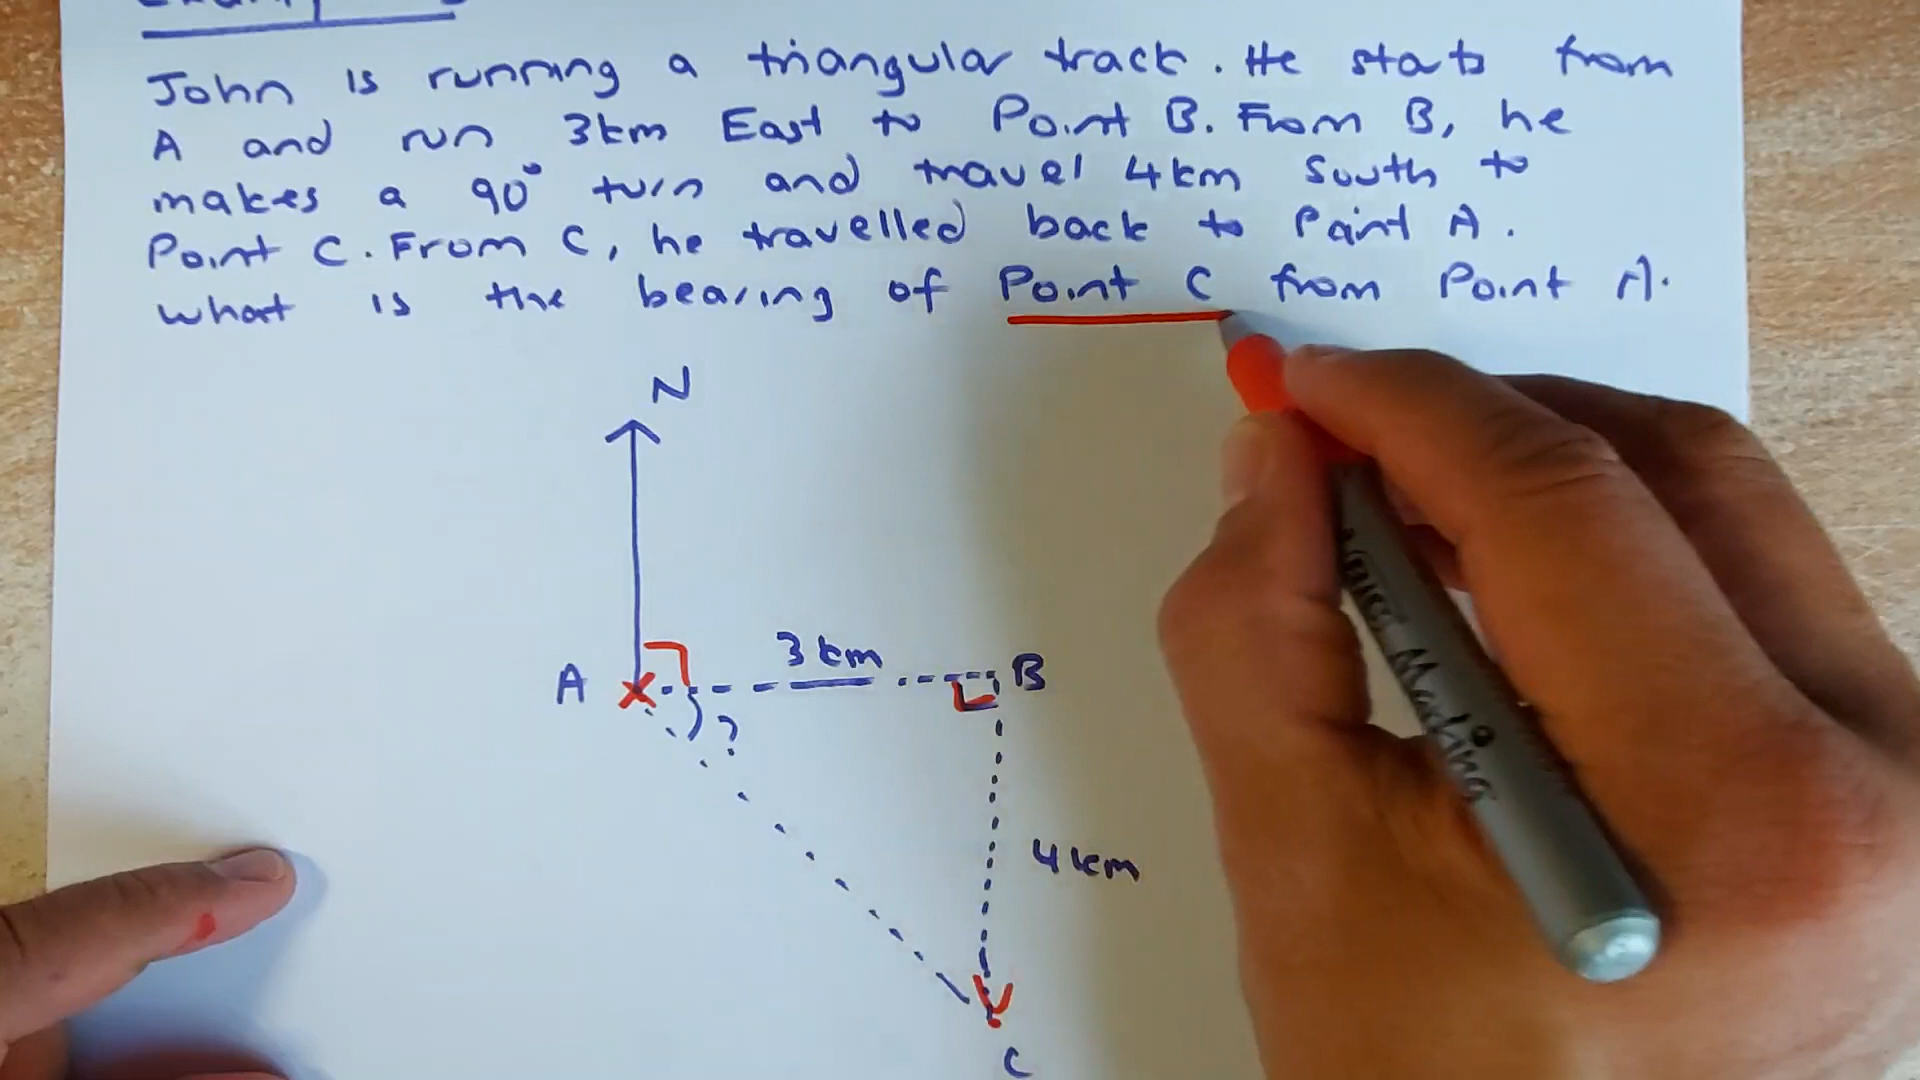 John is running a triangular track. He starts from
A and run 3km East to Point B. From B, he
makes a 90° turn and travel 4km South to
Point C. From C, he travelled back to Point A.
What is the bearing of Point C from Point A.
N
A
3km
B
?
4km
C